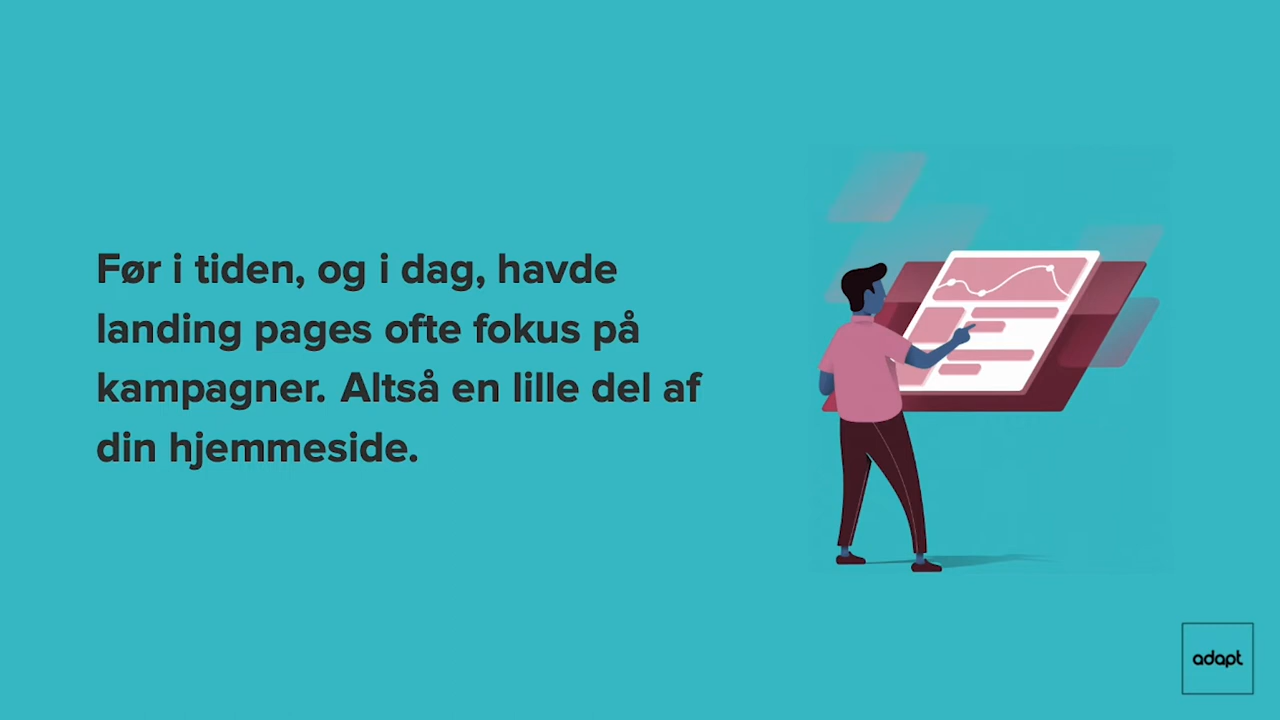 Før i tiden, og i dag, havde
landing pages ofte fokus på
kampagner. Altså en lille del af
din hjemmeside.
adapt